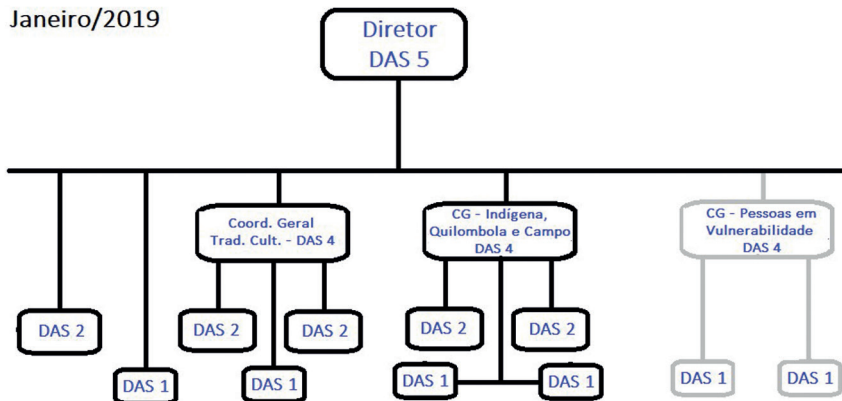 Janeiro/2019
Diretor
DAS 5
Coord. Geral
Trad. Cult. - DAS 4
CG - Indígena,
Quilombola e Campo
DAS 4
CG - Pessoas em
Vulnerabilidade
DAS 4
DAS 2
DAS 1
DAS 2
DAS 1
DAS 2
DAS 2
DAS 2
DAS 1
DAS 1
DAS 1
DAS 1